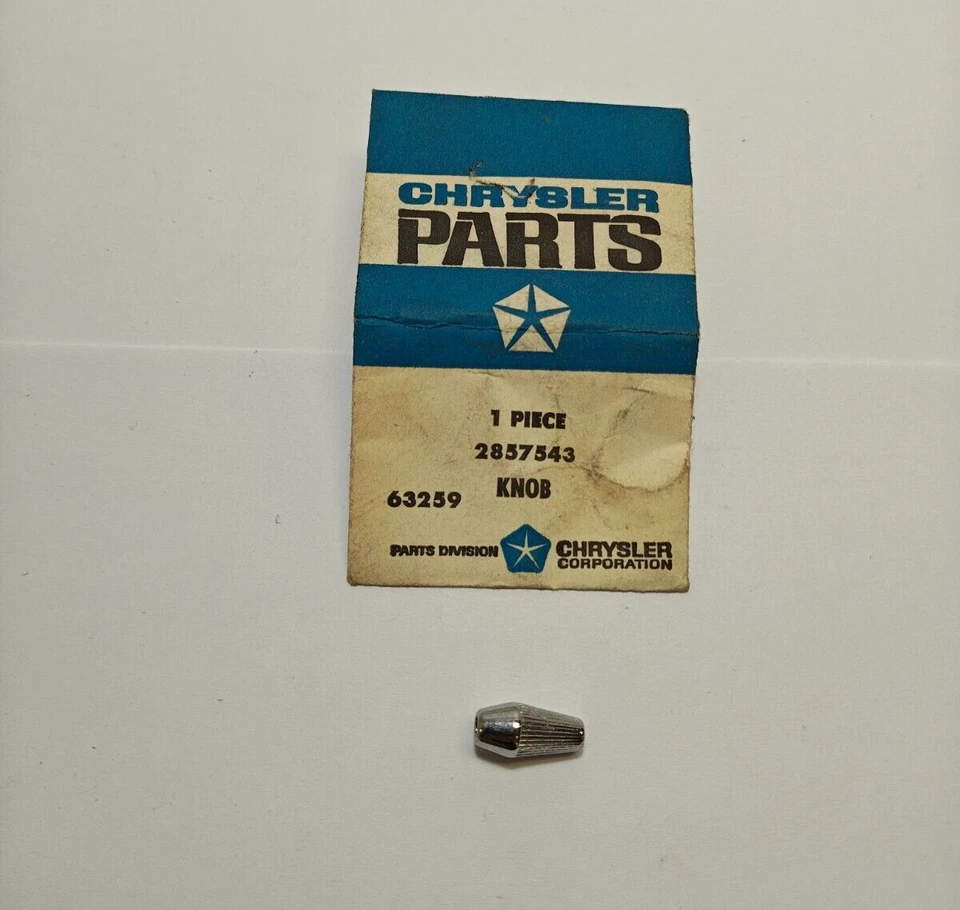 CHRYSLER
PARTS
1 PIECE
2857543
KNOB
63259
PARTS DIVISION CHRYSLER
CORPORATION